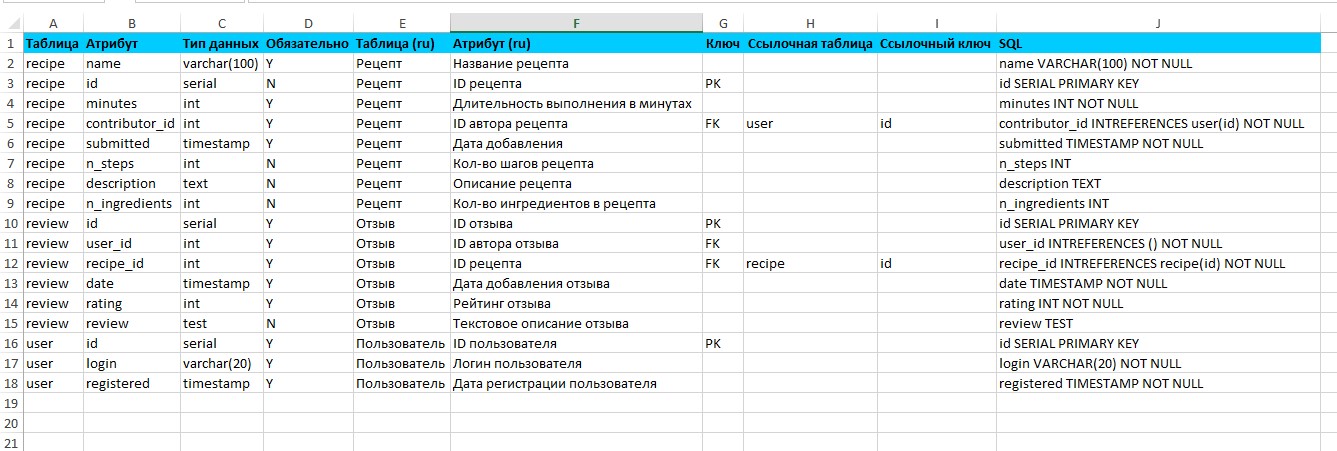 A B C D E F G H I J
1 Таблица Атрибут Тип данных Обязательно Таблица (ru) Атрибут (ru) Ключ Ссылочная таблица Ссылочный ключ SQL
2 recipe name varchar(100) Y Рецепт Название рецепта name VARCHAR(100) NOT NULL
3 recipe id serial N Рецепт ID рецепта PK id SERIAL PRIMARY KEY
4 recipe minutes int Y Рецепт Длительность выполнения в минутах minutes INT NOT NULL
5 recipe contributor_id int Y Рецепт ID автора рецепта FK user id contributor_id INTREFERENCES user(id) NOT NULL
6 recipe submitted timestamp Y Рецепт Дата добавления submitted TIMESTAMP NOT NULL
7 recipe n_steps int N Рецепт Кол-во шагов рецепта n_steps INT
8 recipe description text N Рецепт Описание рецепта description TEXT
9 recipe n_ingredients int N Рецепт Кол-во ингредиентов в рецепта n_ingredients INT
10 review id serial Y Отзыв ID отзыва PK id SERIAL PRIMARY KEY
11 review user_id int Y Отзыв ID автора отзыва FK user_id INTREFERENCES () NOT NULL
12 review recipe_id int Y Отзыв ID рецепта FK recipe id recipe_id INTREFERENCES recipe(id) NOT NULL
13 review date timestamp Y Отзыв Дата добавления отзыва date TIMESTAMP NOT NULL
14 review rating int Y Отзыв Рейтинг отзыва rating INT NOT NULL
15 review review test N Отзыв Текстовое описание отзыва review TEST
16 user id serial Y Пользователь ID пользователя PK id SERIAL PRIMARY KEY
17 user login varchar(20) Y Пользователь Логин пользователя login VARCHAR(20) NOT NULL
18 user registered timestamp Y Пользователь Дата регистрации пользователя registered TIMESTAMP NOT NULL
19
20
21